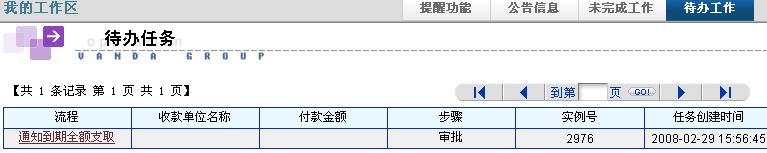 我的工作区 提醒功能 公告信息 未完成工作 待办工作
待办任务
VANDA GROUP
【共 1 条记录 第 1 页 共 1 页】 到第 页 GO!
流程 收款单位名称 付款金额 步骤 实例号 任务创建时间
通知到期全额支取 审批 2976 2008-02-29 15:56:45